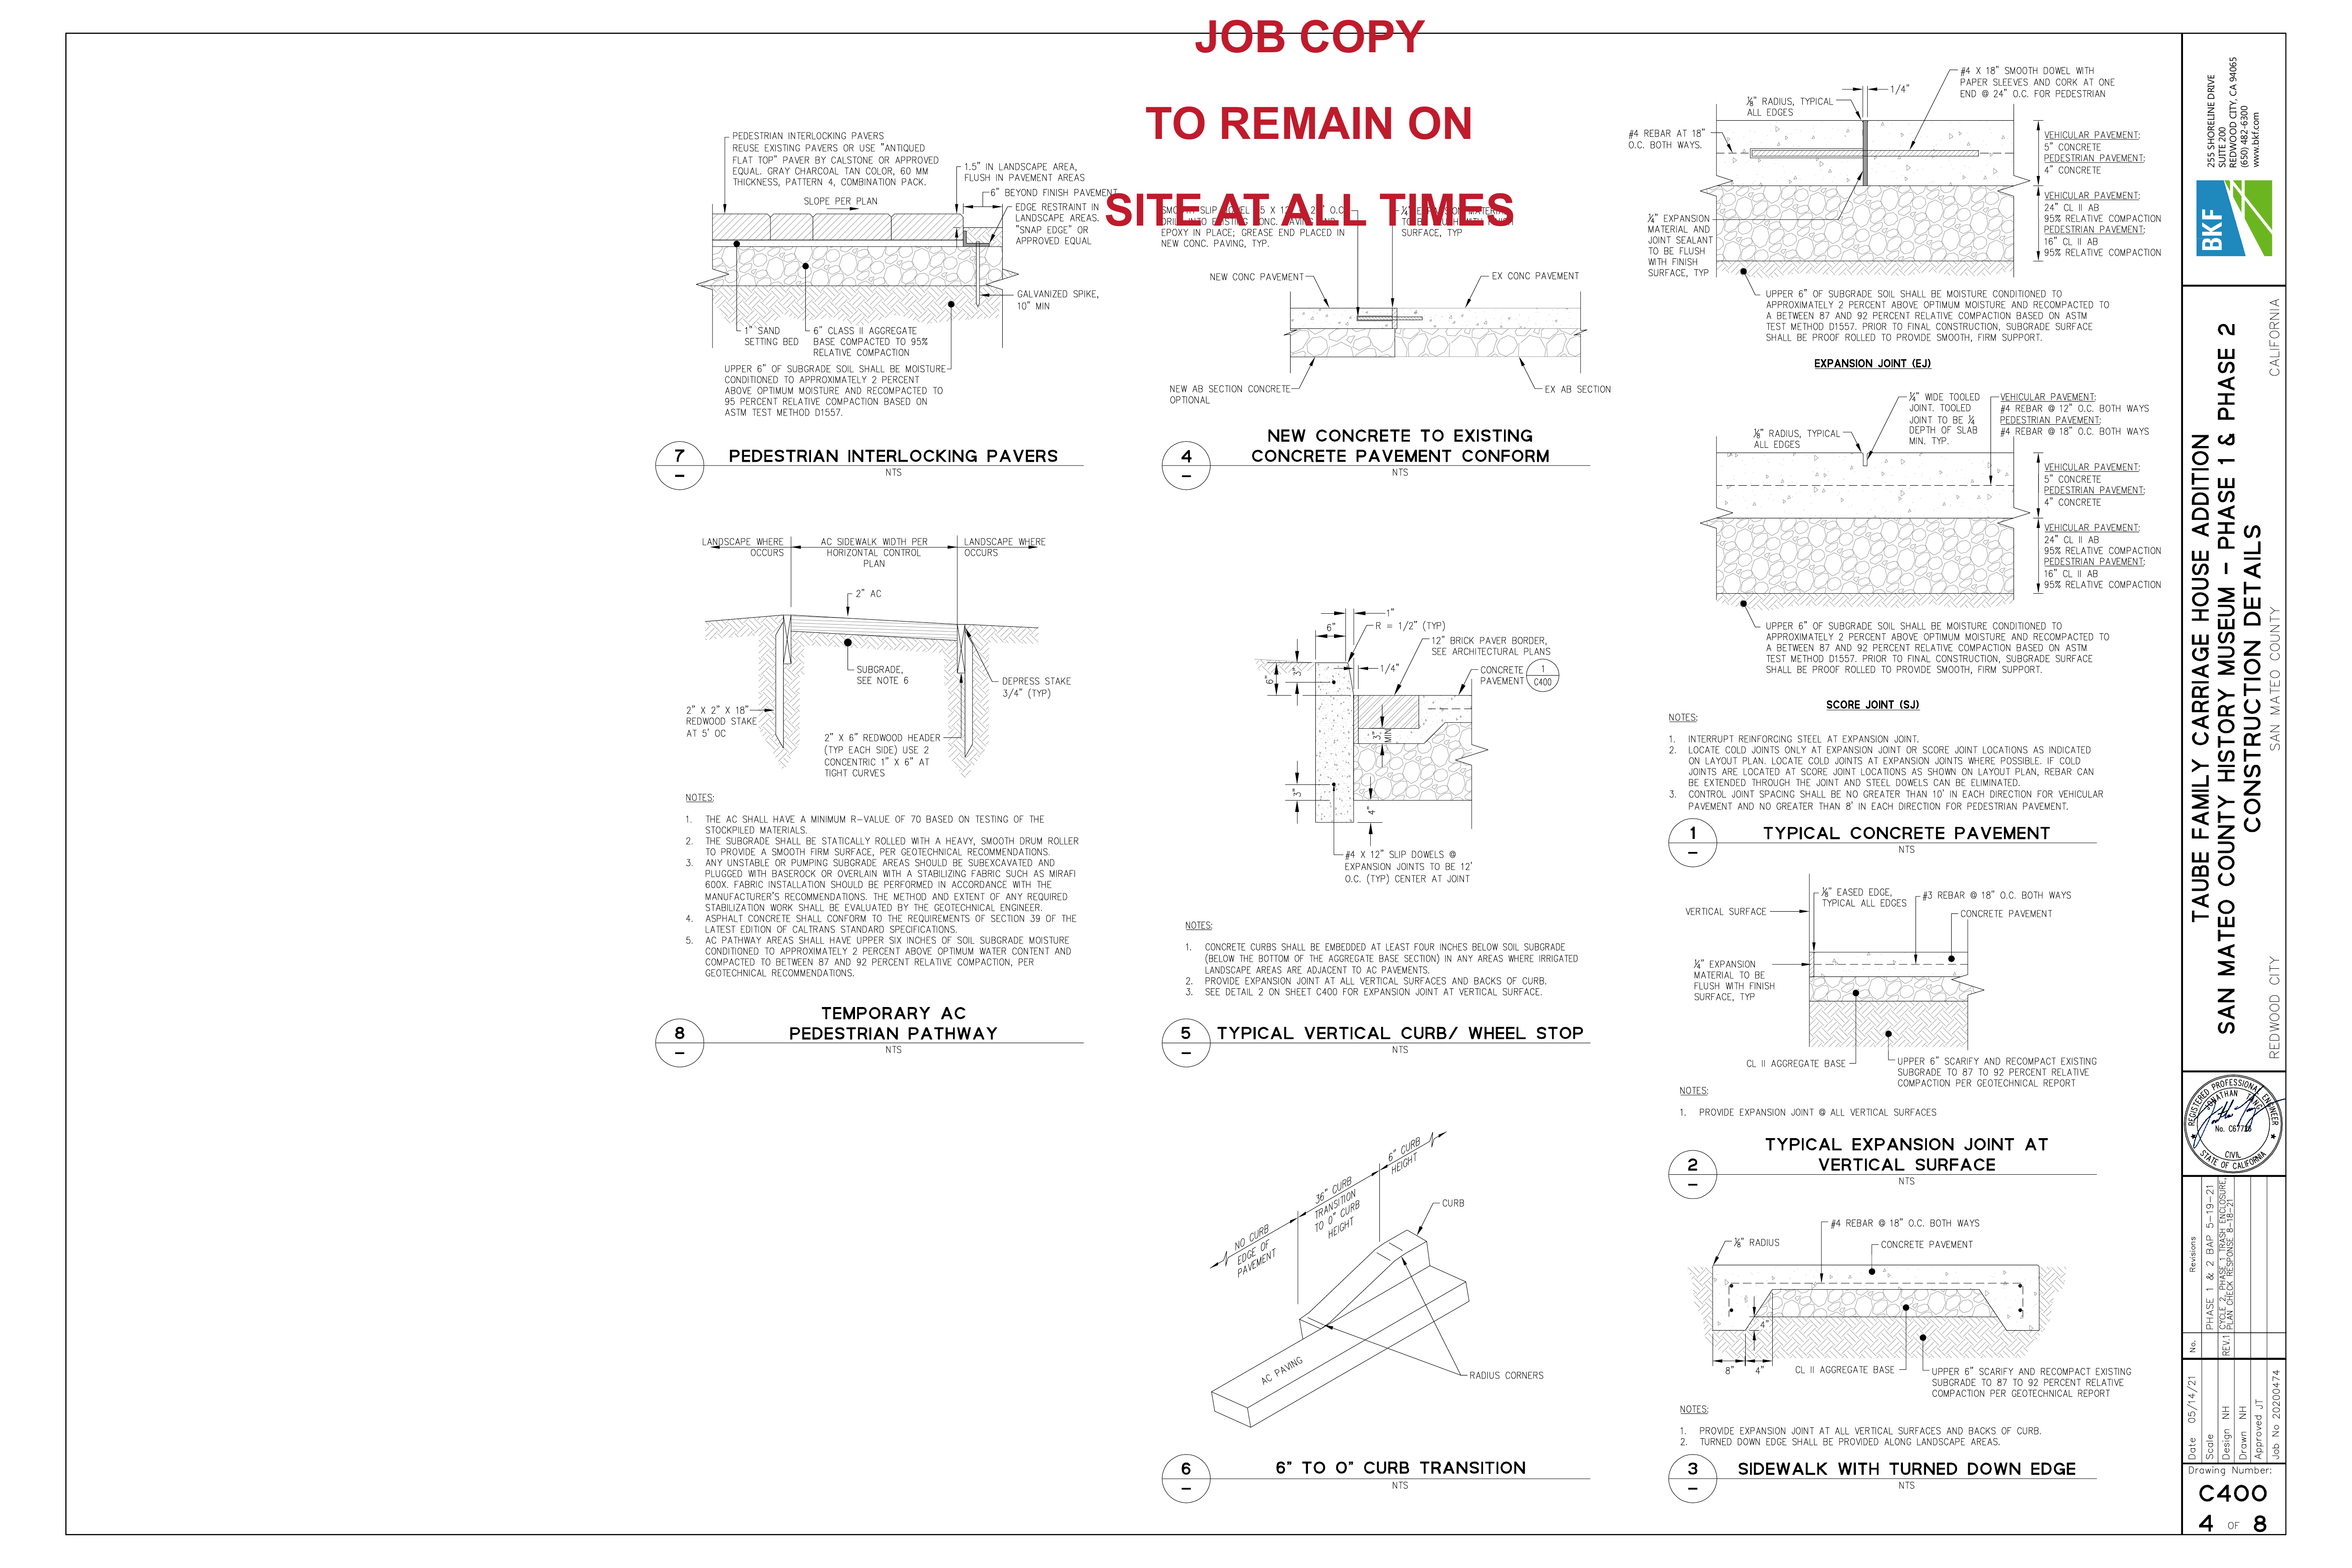 JOB COPY
TO REMAIN ON
SITE AT ALL TIMES
PEDESTRIAN INTERLOCKING PAVERS
REUSE EXISTING PAVERS OR USE "ANTIQUED
FLAT TOP" PAVER BY CALSTONE OR APPROVED
EQUAL. GRAY CHARCOAL TAN COLOR, 60 MM
THICKNESS, PATTERN 4, COMBINATION PACK.
SLOPE PER PLAN
1.5" IN LANDSCAPE AREA,
FLUSH IN PAVEMENT AREAS
6" BEYOND FINISH PAVEMENT
EDGE RESTRAINT IN
LANDSCAPE AREAS.
"SNAP EDGE" OR
APPROVED EQUAL
GALVANIZED SPIKE,
10" MIN
1" SAND
SETTING BED
6" CLASS II AGGREGATE
BASE COMPACTED TO 95%
RELATIVE COMPACTION
UPPER 6" OF SUBGRADE SOIL SHALL BE MOISTURE
CONDITIONED TO APPROXIMATELY 2 PERCENT
ABOVE OPTIMUM MOISTURE AND RECOMPACTED TO
95 PERCENT RELATIVE COMPACTION BASED ON
ASTM TEST METHOD D1557.
7
–
PEDESTRIAN INTERLOCKING PAVERS
NTS
LANDSCAPE WHERE
OCCURS
AC SIDEWALK WIDTH PER
HORIZONTAL CONTROL
PLAN
LANDSCAPE WHERE
OCCURS
2" AC
SUBGRADE,
SEE NOTE 6
DEPRESS STAKE
3/4" (TYP)
2" X 2" X 18"
REDWOOD STAKE
AT 5' OC
2" X 6" REDWOOD HEADER
(TYP EACH SIDE) USE 2
CONCENTRIC 1" X 6" AT
TIGHT CURVES
NOTES:
1. THE AC SHALL HAVE A MINIMUM R-VALUE OF 70 BASED ON TESTING OF THE
STOCKPILED MATERIALS.
2. THE SUBGRADE SHALL BE STATICALLY ROLLED WITH A HEAVY, SMOOTH DRUM ROLLER
TO PROVIDE A SMOOTH FIRM SURFACE, PER GEOTECHNICAL RECOMMENDATIONS.
3. ANY UNSTABLE OR PUMPING SUBGRADE AREAS SHOULD BE SUBEXCAVATED AND
PLUGGED WITH BASEROCK OR OVERLAIN WITH A STABILIZING FABRIC SUCH AS MIRAFI
600X. FABRIC INSTALLATION SHOULD BE PERFORMED IN ACCORDANCE WITH THE
MANUFACTURER'S RECOMMENDATIONS. THE METHOD AND EXTENT OF ANY REQUIRED
STABILIZATION WORK SHALL BE EVALUATED BY THE GEOTECHNICAL ENGINEER.
4. ASPHALT CONCRETE SHALL CONFORM TO THE REQUIREMENTS OF SECTION 39 OF THE
LATEST EDITION OF CALTRANS STANDARD SPECIFICATIONS.
5. AC PATHWAY AREAS SHALL HAVE UPPER SIX INCHES OF SOIL SUBGRADE MOISTURE
CONDITIONED TO APPROXIMATELY 2 PERCENT ABOVE OPTIMUM WATER CONTENT AND
COMPACTED TO BETWEEN 87 AND 92 PERCENT RELATIVE COMPACTION, PER
GEOTECHNICAL RECOMMENDATIONS.
8
–
TEMPORARY AC
PEDESTRIAN PATHWAY
NTS
SMOOTH SLIP DOWEL O.C.
DRILL INTO EXISTING CONC. PAVING AND
EPOXY IN PLACE; GREASE END PLACED IN
NEW CONC. PAVING, TYP.
¼" EXPANSION MATERIAL
TO BE FLUSH WITH FINISH
SURFACE, TYP
NEW CONC PAVEMENT
EX CONC PAVEMENT
NEW AB SECTION CONCRETE
OPTIONAL
EX AB SECTION
4
–
NEW CONCRETE TO EXISTING
CONCRETE PAVEMENT CONFORM
NTS
1"
6"
R = 1/2" (TYP)
12" BRICK PAVER BORDER,
SEE ARCHITECTURAL PLANS
1/4"
CONCRETE
PAVEMENT
1
C400
6"
3"
3"
MIN
3"
4"
#4 X 12" SLIP DOWELS @
EXPANSION JOINTS TO BE 12'
O.C. (TYP) CENTER AT JOINT
NOTES:
1. CONCRETE CURBS SHALL BE EMBEDDED AT LEAST FOUR INCHES BELOW SOIL SUBGRADE
(BELOW THE BOTTOM OF THE AGGREGATE BASE SECTION) IN ANY AREAS WHERE IRRIGATED
LANDSCAPE AREAS ARE ADJACENT TO AC PAVEMENTS.
2. PROVIDE EXPANSION JOINT AT ALL VERTICAL SURFACES AND BACKS OF CURB.
3. SEE DETAIL 2 ON SHEET C400 FOR EXPANSION JOINT AT VERTICAL SURFACE.
5
–
TYPICAL VERTICAL CURB/ WHEEL STOP
NTS
NO CURB
EDGE OF
PAVEMENT
36" CURB
TRANSITION
TO 0" CURB
HEIGHT
6" CURB
HEIGHT
CURB
AC PAVING
RADIUS CORNERS
6
–
6" TO 0" CURB TRANSITION
NTS
#4 X 18" SMOOTH DOWEL WITH
PAPER SLEEVES AND CORK AT ONE
END @ 24" O.C. FOR PEDESTRIAN
1/4"
⅛" RADIUS, TYPICAL
ALL EDGES
#4 REBAR AT 18"
O.C. BOTH WAYS.
¼" EXPANSION
MATERIAL AND
JOINT SEALANT
TO BE FLUSH
WITH FINISH
SURFACE, TYP
VEHICULAR PAVEMENT:
5" CONCRETE
PEDESTRIAN PAVEMENT:
4" CONCRETE
VEHICULAR PAVEMENT:
24" CL II AB
95% RELATIVE COMPACTION
PEDESTRIAN PAVEMENT:
16" CL II AB
95% RELATIVE COMPACTION
UPPER 6" OF SUBGRADE SOIL SHALL BE MOISTURE CONDITIONED TO
APPROXIMATELY 2 PERCENT ABOVE OPTIMUM MOISTURE AND RECOMPACTED TO
A BETWEEN 87 AND 92 PERCENT RELATIVE COMPACTION BASED ON ASTM
TEST METHOD D1557. PRIOR TO FINAL CONSTRUCTION, SUBGRADE SURFACE
SHALL BE PROOF ROLLED TO PROVIDE SMOOTH, FIRM SUPPORT.
EXPANSION JOINT (EJ)
¼" WIDE TOOLED
JOINT. TOOLED
JOINT TO BE ¼
DEPTH OF SLAB
MIN. TYP.
VEHICULAR PAVEMENT:
#4 REBAR @ 12" O.C. BOTH WAYS
PEDESTRIAN PAVEMENT:
#4 REBAR @ 18" O.C. BOTH WAYS
⅛" RADIUS, TYPICAL
ALL EDGES
VEHICULAR PAVEMENT:
5" CONCRETE
PEDESTRIAN PAVEMENT:
4" CONCRETE
VEHICULAR PAVEMENT:
24" CL II AB
95% RELATIVE COMPACTION
PEDESTRIAN PAVEMENT:
16" CL II AB
95% RELATIVE COMPACTION
UPPER 6" OF SUBGRADE SOIL SHALL BE MOISTURE CONDITIONED TO
APPROXIMATELY 2 PERCENT ABOVE OPTIMUM MOISTURE AND RECOMPACTED TO
A BETWEEN 87 AND 92 PERCENT RELATIVE COMPACTION BASED ON ASTM
TEST METHOD D1557. PRIOR TO FINAL CONSTRUCTION, SUBGRADE SURFACE
SHALL BE PROOF ROLLED TO PROVIDE SMOOTH, FIRM SUPPORT.
SCORE JOINT (SJ)
NOTES:
1. INTERRUPT REINFORCING STEEL AT EXPANSION JOINT.
2. LOCATE COLD JOINTS ONLY AT EXPANSION JOINT OR SCORE JOINT LOCATIONS AS INDICATED
ON LAYOUT PLAN. LOCATE COLD JOINTS AT EXPANSION JOINTS WHERE POSSIBLE. IF COLD
JOINTS ARE LOCATED AT SCORE JOINT LOCATIONS AS SHOWN ON LAYOUT PLAN, REBAR CAN
BE EXTENDED THROUGH THE JOINT AND STEEL DOWELS CAN BE ELIMINATED.
3. CONTROL JOINT SPACING SHALL BE NO GREATER THAN 10' IN EACH DIRECTION FOR VEHICULAR
PAVEMENT AND NO GREATER THAN 8' IN EACH DIRECTION FOR PEDESTRIAN PAVEMENT.
1
–
TYPICAL CONCRETE PAVEMENT
NTS
⅛" EASED EDGE,
TYPICAL ALL EDGES
#3 REBAR @ 18" O.C. BOTH WAYS
VERTICAL SURFACE
CONCRETE PAVEMENT
¼" EXPANSION
MATERIAL TO BE
FLUSH WITH FINISH
SURFACE, TYP
CL II AGGREGATE BASE
UPPER 6" SCARIFY AND RECOMPACT EXISTING
SUBGRADE TO 87 TO 92 PERCENT RELATIVE
COMPACTION PER GEOTECHNICAL REPORT
NOTES:
1. PROVIDE EXPANSION JOINT @ ALL VERTICAL SURFACES
2
–
TYPICAL EXPANSION JOINT AT
VERTICAL SURFACE
NTS
#4 REBAR @ 18" O.C. BOTH WAYS
⅛" RADIUS
CONCRETE PAVEMENT
4"
8"
4"
CL II AGGREGATE BASE
UPPER 6" SCARIFY AND RECOMPACT EXISTING
SUBGRADE TO 87 TO 92 PERCENT RELATIVE
COMPACTION PER GEOTECHNICAL REPORT
NOTES:
1. PROVIDE EXPANSION JOINT AT ALL VERTICAL SURFACES AND BACKS OF CURB.
2. TURNED DOWN EDGE SHALL BE PROVIDED ALONG LANDSCAPE AREAS.
3
–
SIDEWALK WITH TURNED DOWN EDGE
NTS
255 SHORELINE DRIVE
SUITE 200
REDWOOD CITY, CA 94065
(650) 482-6300
www.bkf.com
BKF
TAUBE FAMILY CARRIAGE HOUSE ADDITION
SAN MATEO COUNTY HISTORY MUSEUM - PHASE 1 & PHASE 2
CONSTRUCTION DETAILS
REDWOOD CITY
SAN MATEO COUNTY
CALIFORNIA
REGISTERED PROFESSIONAL ENGINEER
JONATHAN TANG
No.
CIVIL
STATE OF CALIFORNIA
Revisions
PHASE 1 & 2 BAP 5-19-21
CYCLE 2, PHASE 1 TRASH ENCLOSURE,
PLAN CHECK RESPONSE 8-18-21
No.
REV.1
Date 05/14/21
Scale
Design NH
Drawn NH
Approved JT
Job No 20200474
Drawing Number:
C400
4 OF 8